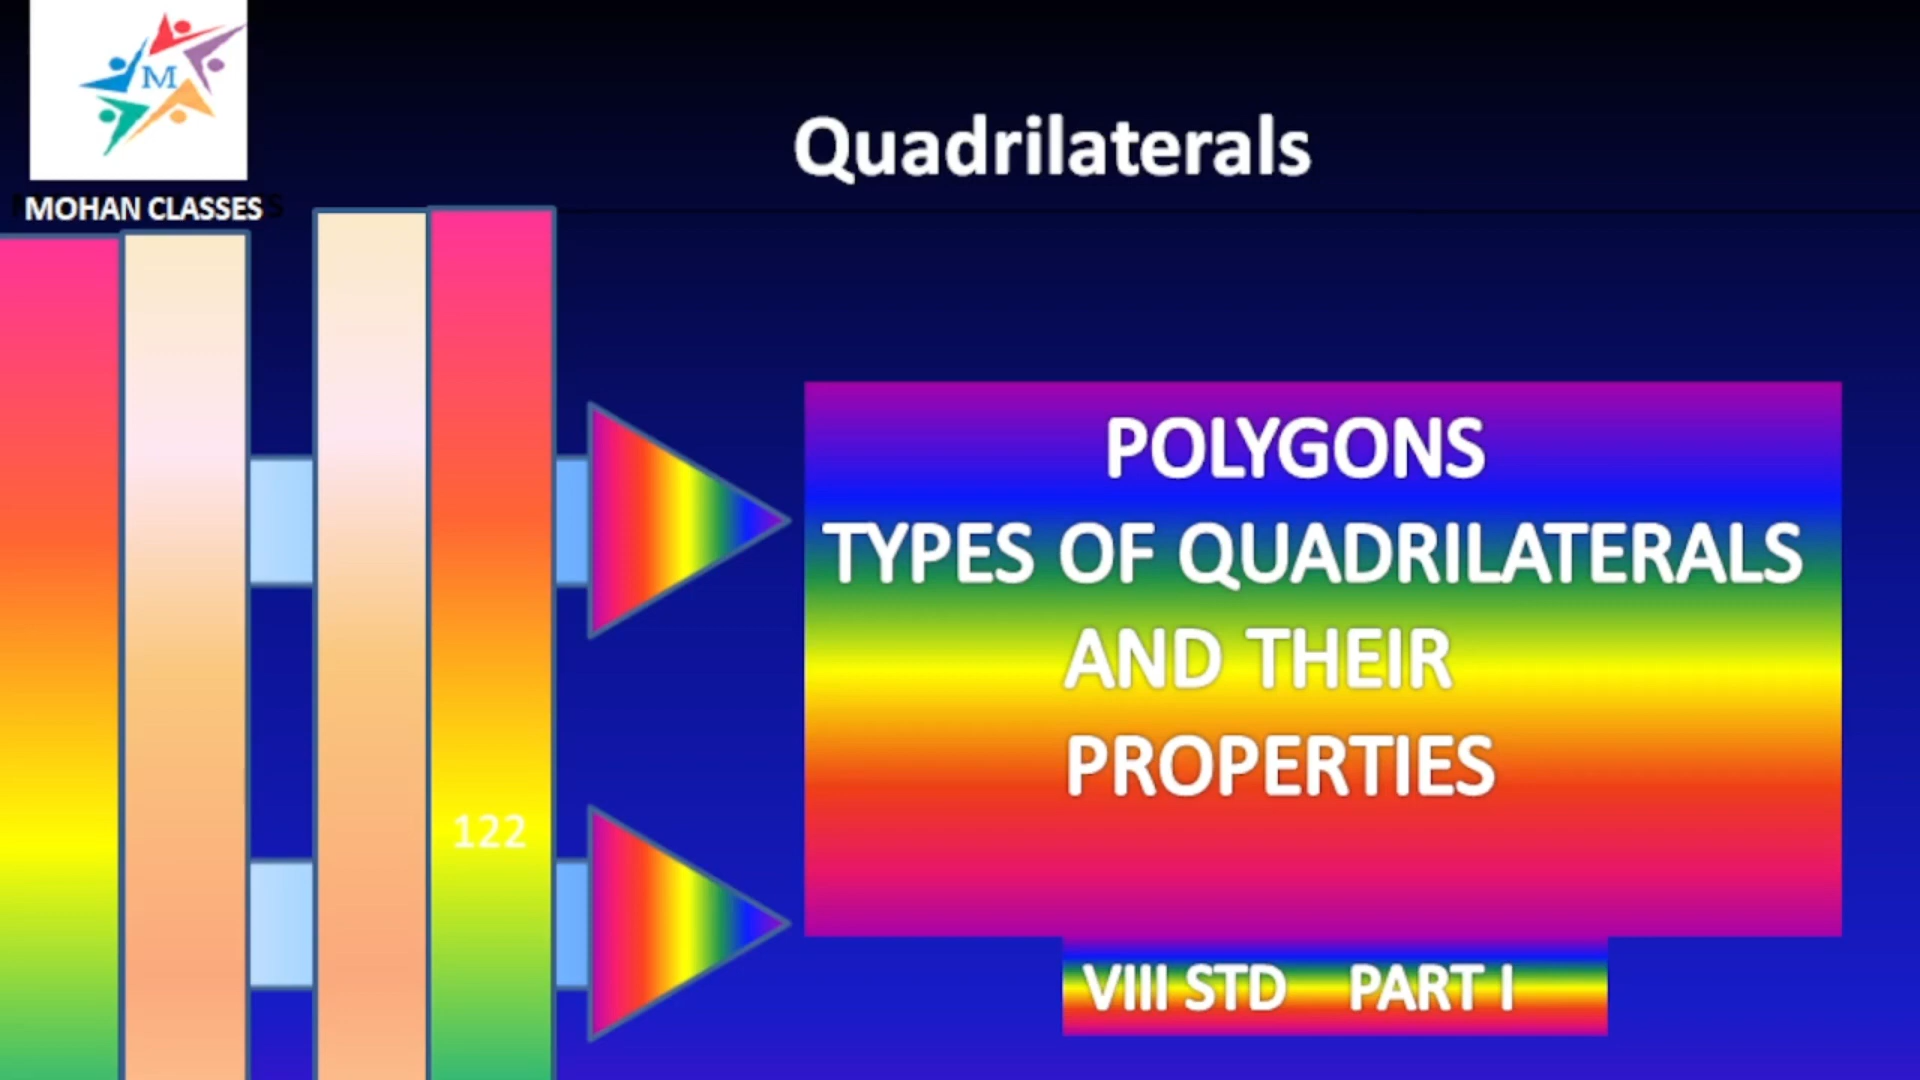 M
MOHAN CLASSES
Quadrilaterals
POLYGONS
TYPES OF QUADRILATERALS
AND THEIR
PROPERTIES
122
VIII STD PART I